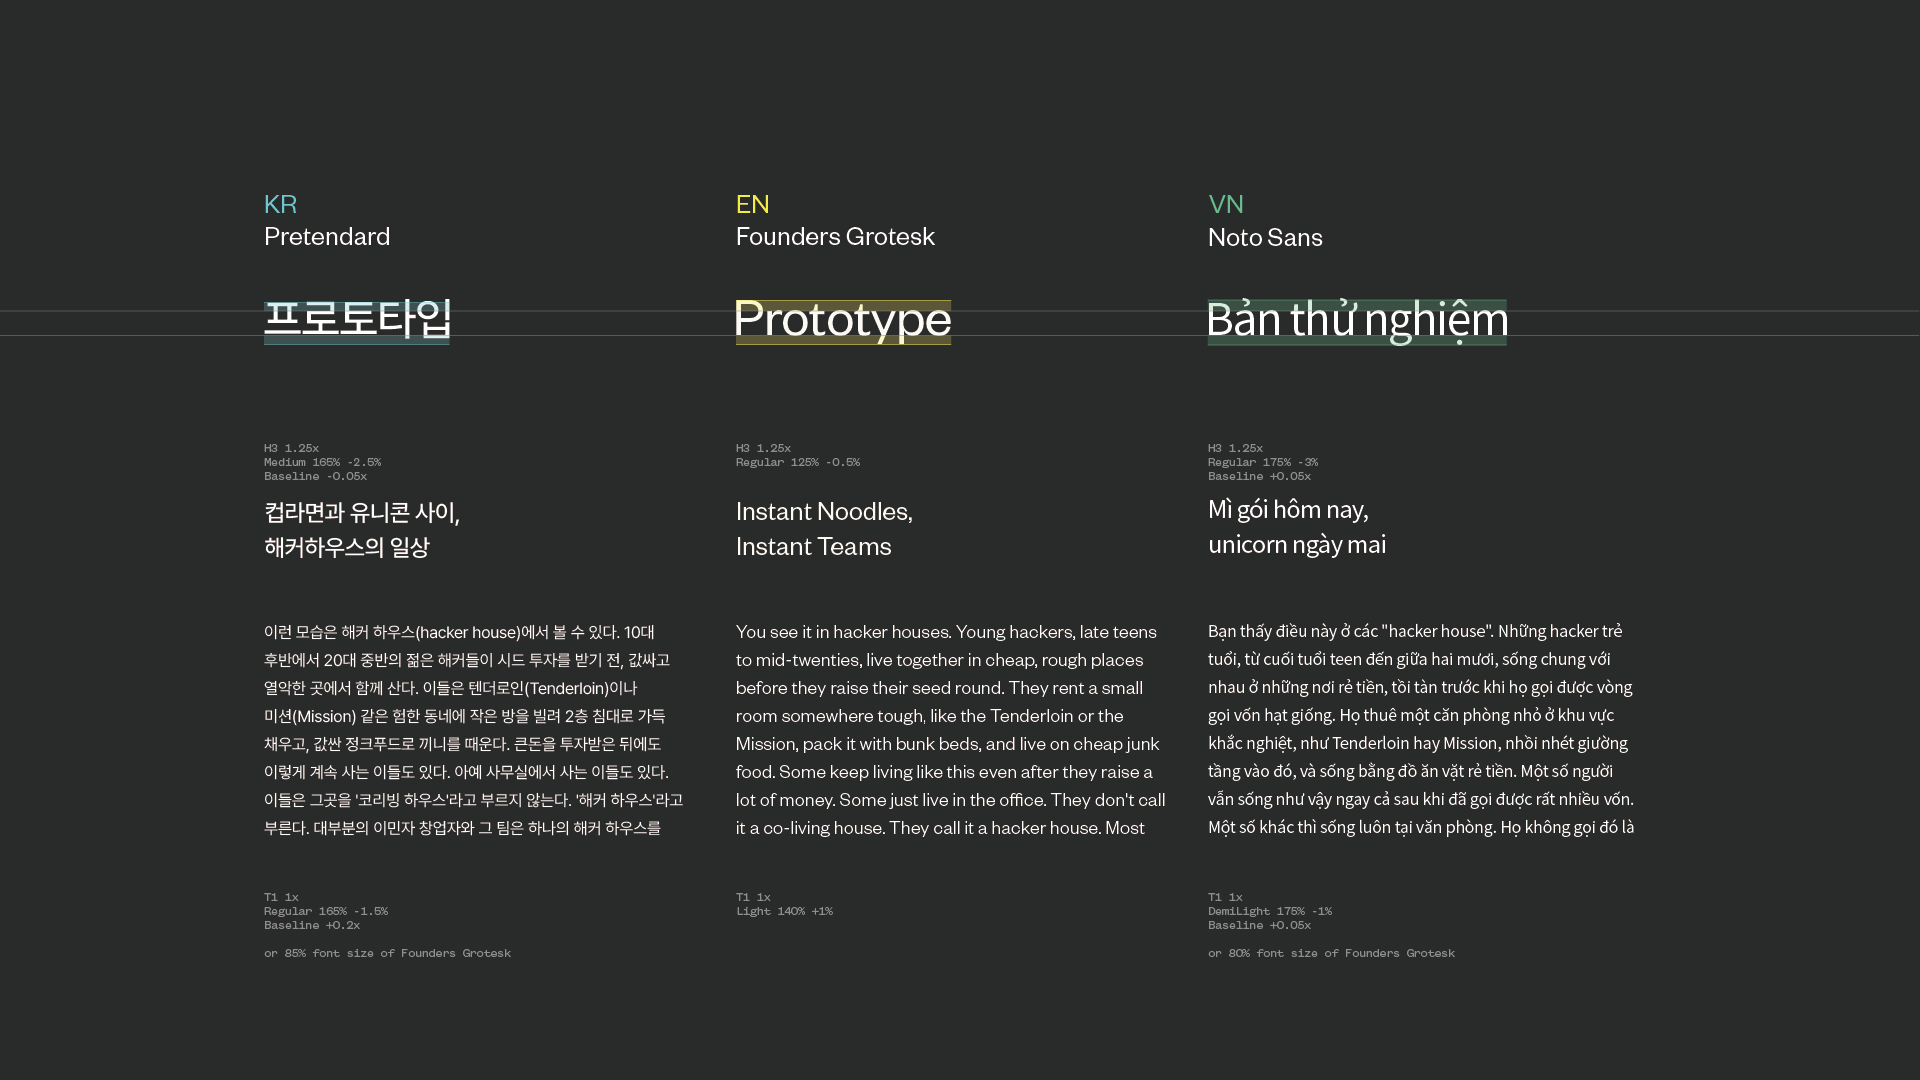 KR
Pretendard
프로토타입
H3 1.25x
Medium 165% -2.5%
Baseline -0.05x
컵라면과 유니콘 사이,
해커하우스의 일상
이런 모습은 해커 하우스(hacker house)에서 볼 수 있다. 10대
후반에서 20대 중반의 젊은 해커들이 시드 투자를 받기 전, 값싸고
열악한 곳에서 함께 산다. 이들은 텐더로인(Tenderloin)이나
미션(Mission) 같은 험한 동네에 작은 방을 빌려 2층 침대로 가득
채우고, 값싼 정크푸드로 끼니를 때운다. 큰돈을 투자받은 뒤에도
이렇게 계속 사는 이들도 있다. 아예 사무실에서 사는 이들도 있다.
이들은 그곳을 '코리빙 하우스'라고 부르지 않는다. '해커 하우스'라고
부른다. 대부분의 이민자 창업자와 그 팀은 하나의 해커 하우스를
T1 1x
Regular 165% -1.5%
Baseline +0.2x
or 85% font size of Founders Grotesk
EN
Founders Grotesk
Prototype
H3 1.25x
Regular 125% -0.5%
Instant Noodles,
Instant Teams
You see it in hacker houses. Young hackers, late teens
to mid-twenties, live together in cheap, rough places
before they raise their seed round. They rent a small
room somewhere tough, like the Tenderloin or the
Mission, pack it with bunk beds, and live on cheap junk
food. Some keep living like this even after they raise a
lot of money. Some just live in the office. They don't call
it a co-living house. They call it a hacker house. Most
T1 1x
Light 140% +1%
VN
Noto Sans
Bản thử nghiệm
H3 1.25x
Regular 175% -3%
Baseline +0.05x
Mì gói hôm nay,
unicorn ngày mai
Bạn thấy điều này ở các "hacker house". Những hacker trẻ
tuổi, từ cuối tuổi teen đến giữa hai mươi, sống chung với
nhau ở những nơi rẻ tiền, tồi tàn trước khi họ gọi được vòng
gọi vốn hạt giống. Họ thuê một căn phòng nhỏ ở khu vực
khắc nghiệt, như Tenderloin hay Mission, nhồi nhét giường
tầng vào đó, và sống bằng đồ ăn vặt rẻ tiền. Một số người
vẫn sống như vậy ngay cả sau khi đã gọi được rất nhiều vốn.
Một số khác thì sống luôn tại văn phòng. Họ không gọi đó là
T1 1x
DemiLight 175% -1%
Baseline +0.05x
or 80% font size of Founders Grotesk